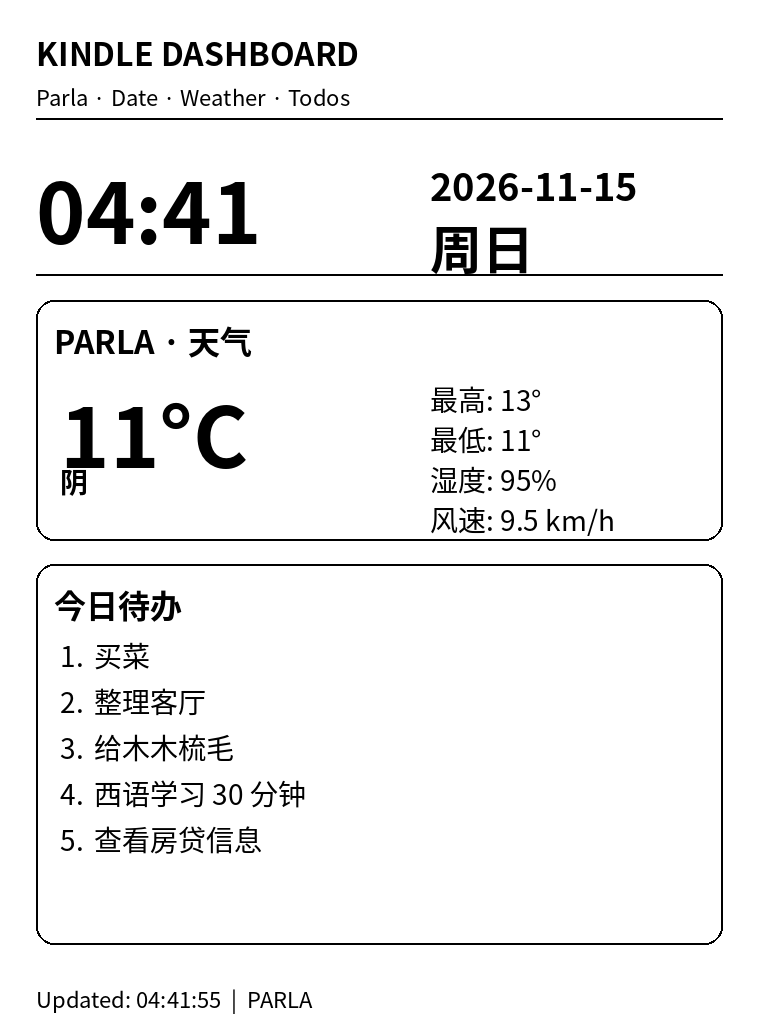 KINDLE DASHBOARD
Parla · Date · Weather · Todos
04:41
2026-11-15
周日
PARLA · 天气
11°C
阴
最高: 13°
最低: 11°
湿度: 95%
风速: 9.5 km/h
今日待办
1. 买菜
2. 整理客厅
3. 给木木梳毛
4. 西语学习 30 分钟
5. 查看房贷信息
Updated: 04:41:55 | PARLA